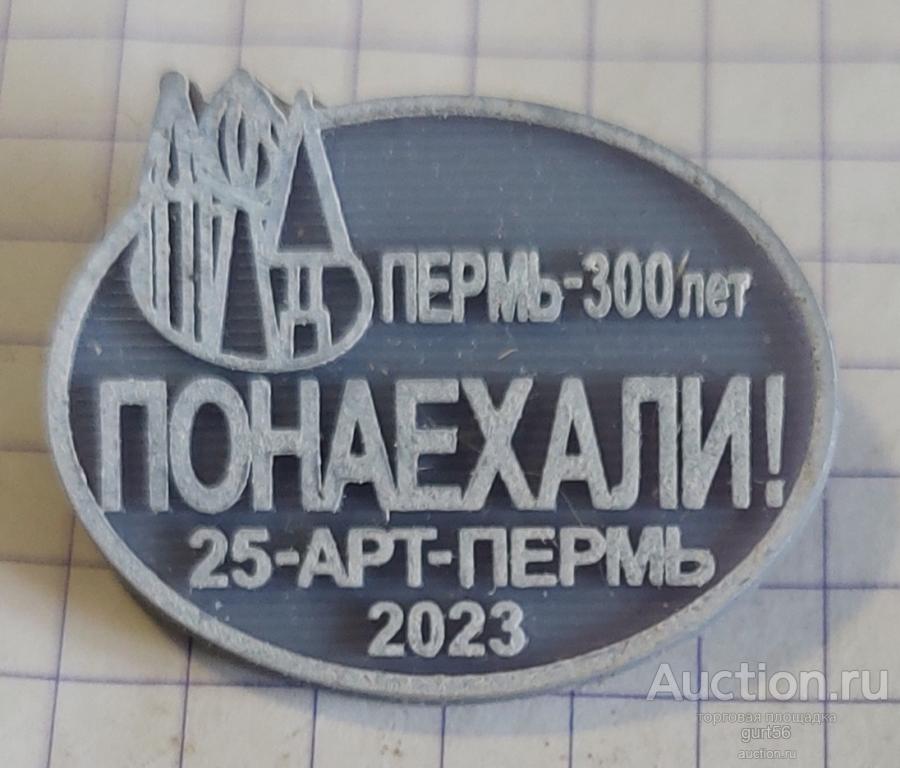 ПЕРМЬ-300 лет
ПОНАЕХАЛИ!
25-АРТ-ПЕРМЬ
2023
Auction.ru
торговая площадка
gurt56
auction.ru